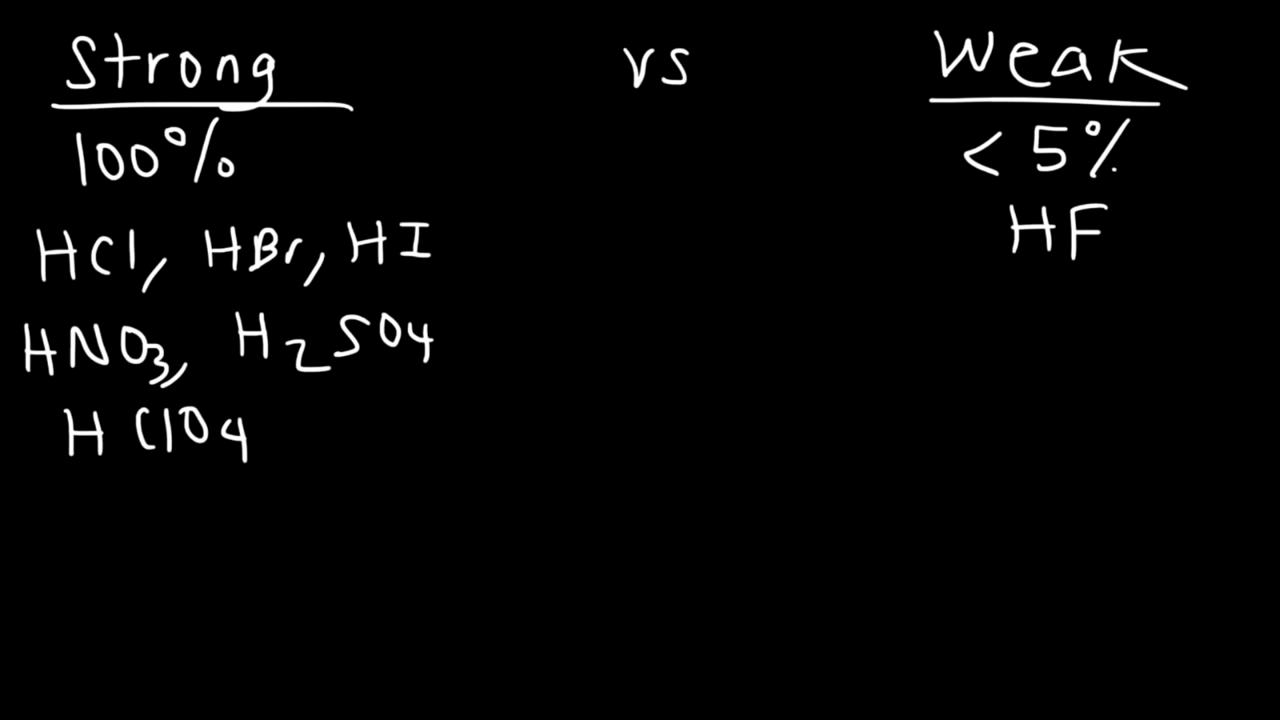 Strong vs Weak
100% < 5%
HF
HCl, HBr, HI
HNO3, H2SO4
HClO4